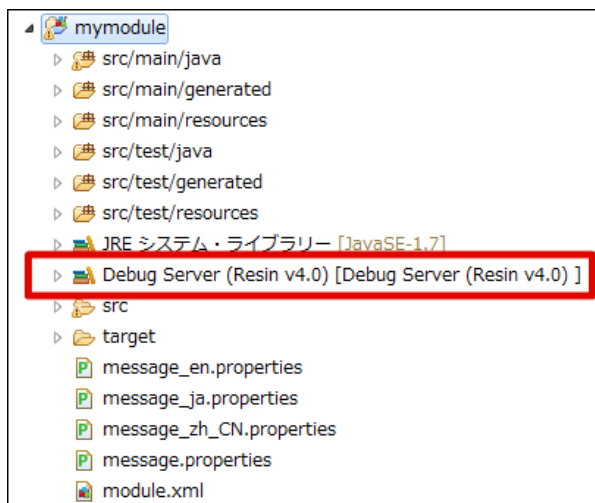 mymodule
src/main/java
src/main/generated
src/main/resources
src/test/java
src/test/generated
src/test/resources
JRE システム・ライブラリー [JavaSE-1.7]
Debug Server (Resin v4.0) [Debug Server (Resin v4.0) ]
src
target
message_en.properties
message_ja.properties
message_zh_CN.properties
message.properties
module.xml